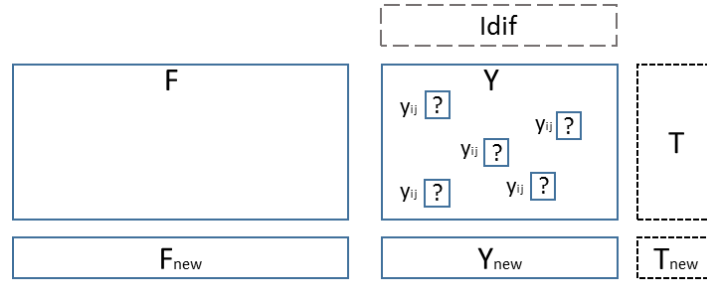 Idif
F Y
yᵢⱼ ? yᵢⱼ ?
yᵢⱼ ? T
yᵢⱼ ? yᵢⱼ ?
Fnew Ynew Tnew